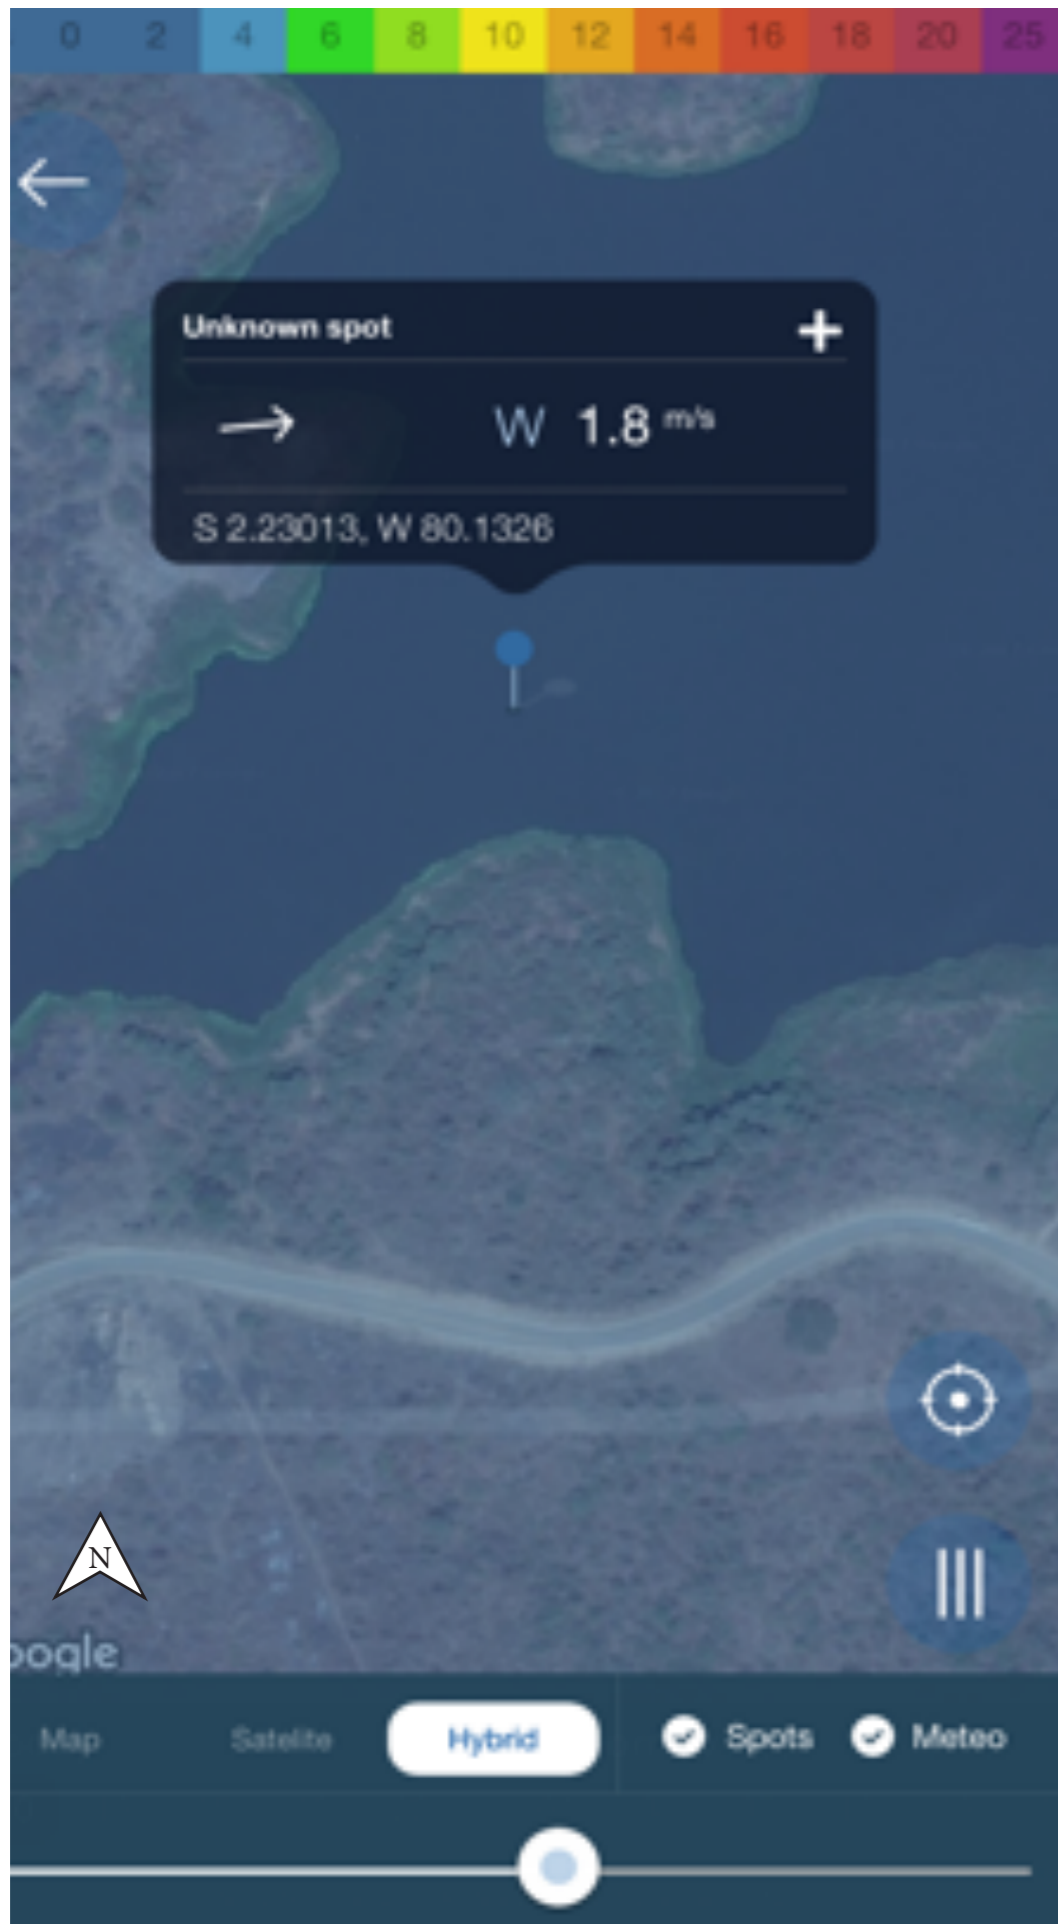 0 2 4 6 8 10 12 14 16 18 20 25
Unknown spot
W 1.8 m/s
S 2.23013, W 80.1326
N
oogle
Map Satelite Hybrid Spots Meteo